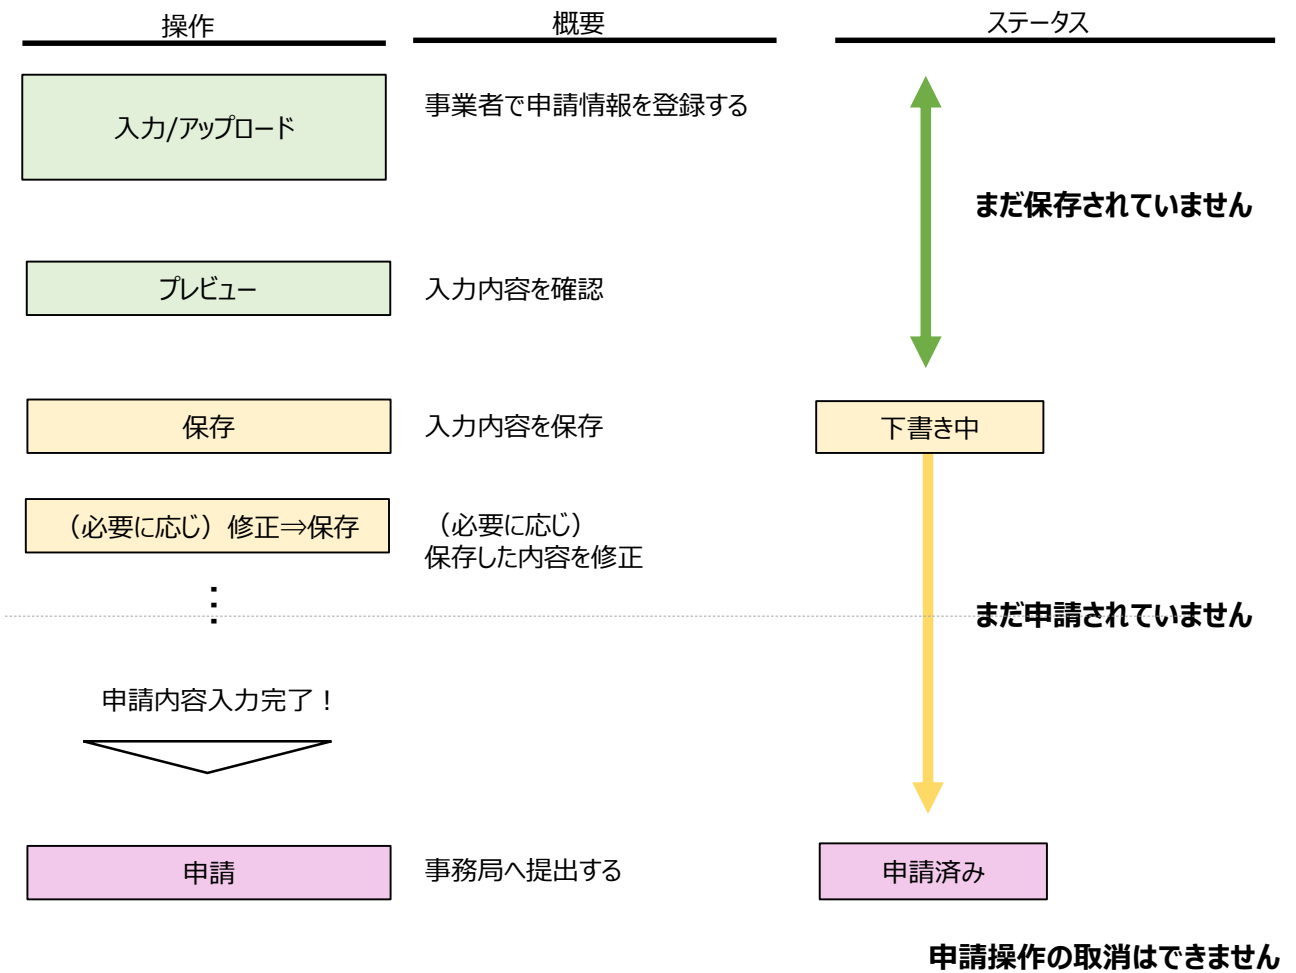 操作
概要
ステータス
入力/アップロード
事業者で申請情報を登録する
まだ保存されていません
プレビュー
入力内容を確認
保存
入力内容を保存
下書き中
（必要に応じ）修正⇒保存
（必要に応じ）
保存した内容を修正
：
まだ申請されていません
申請内容入力完了！
申請
事務局へ提出する
申請済み
申請操作の取消はできません